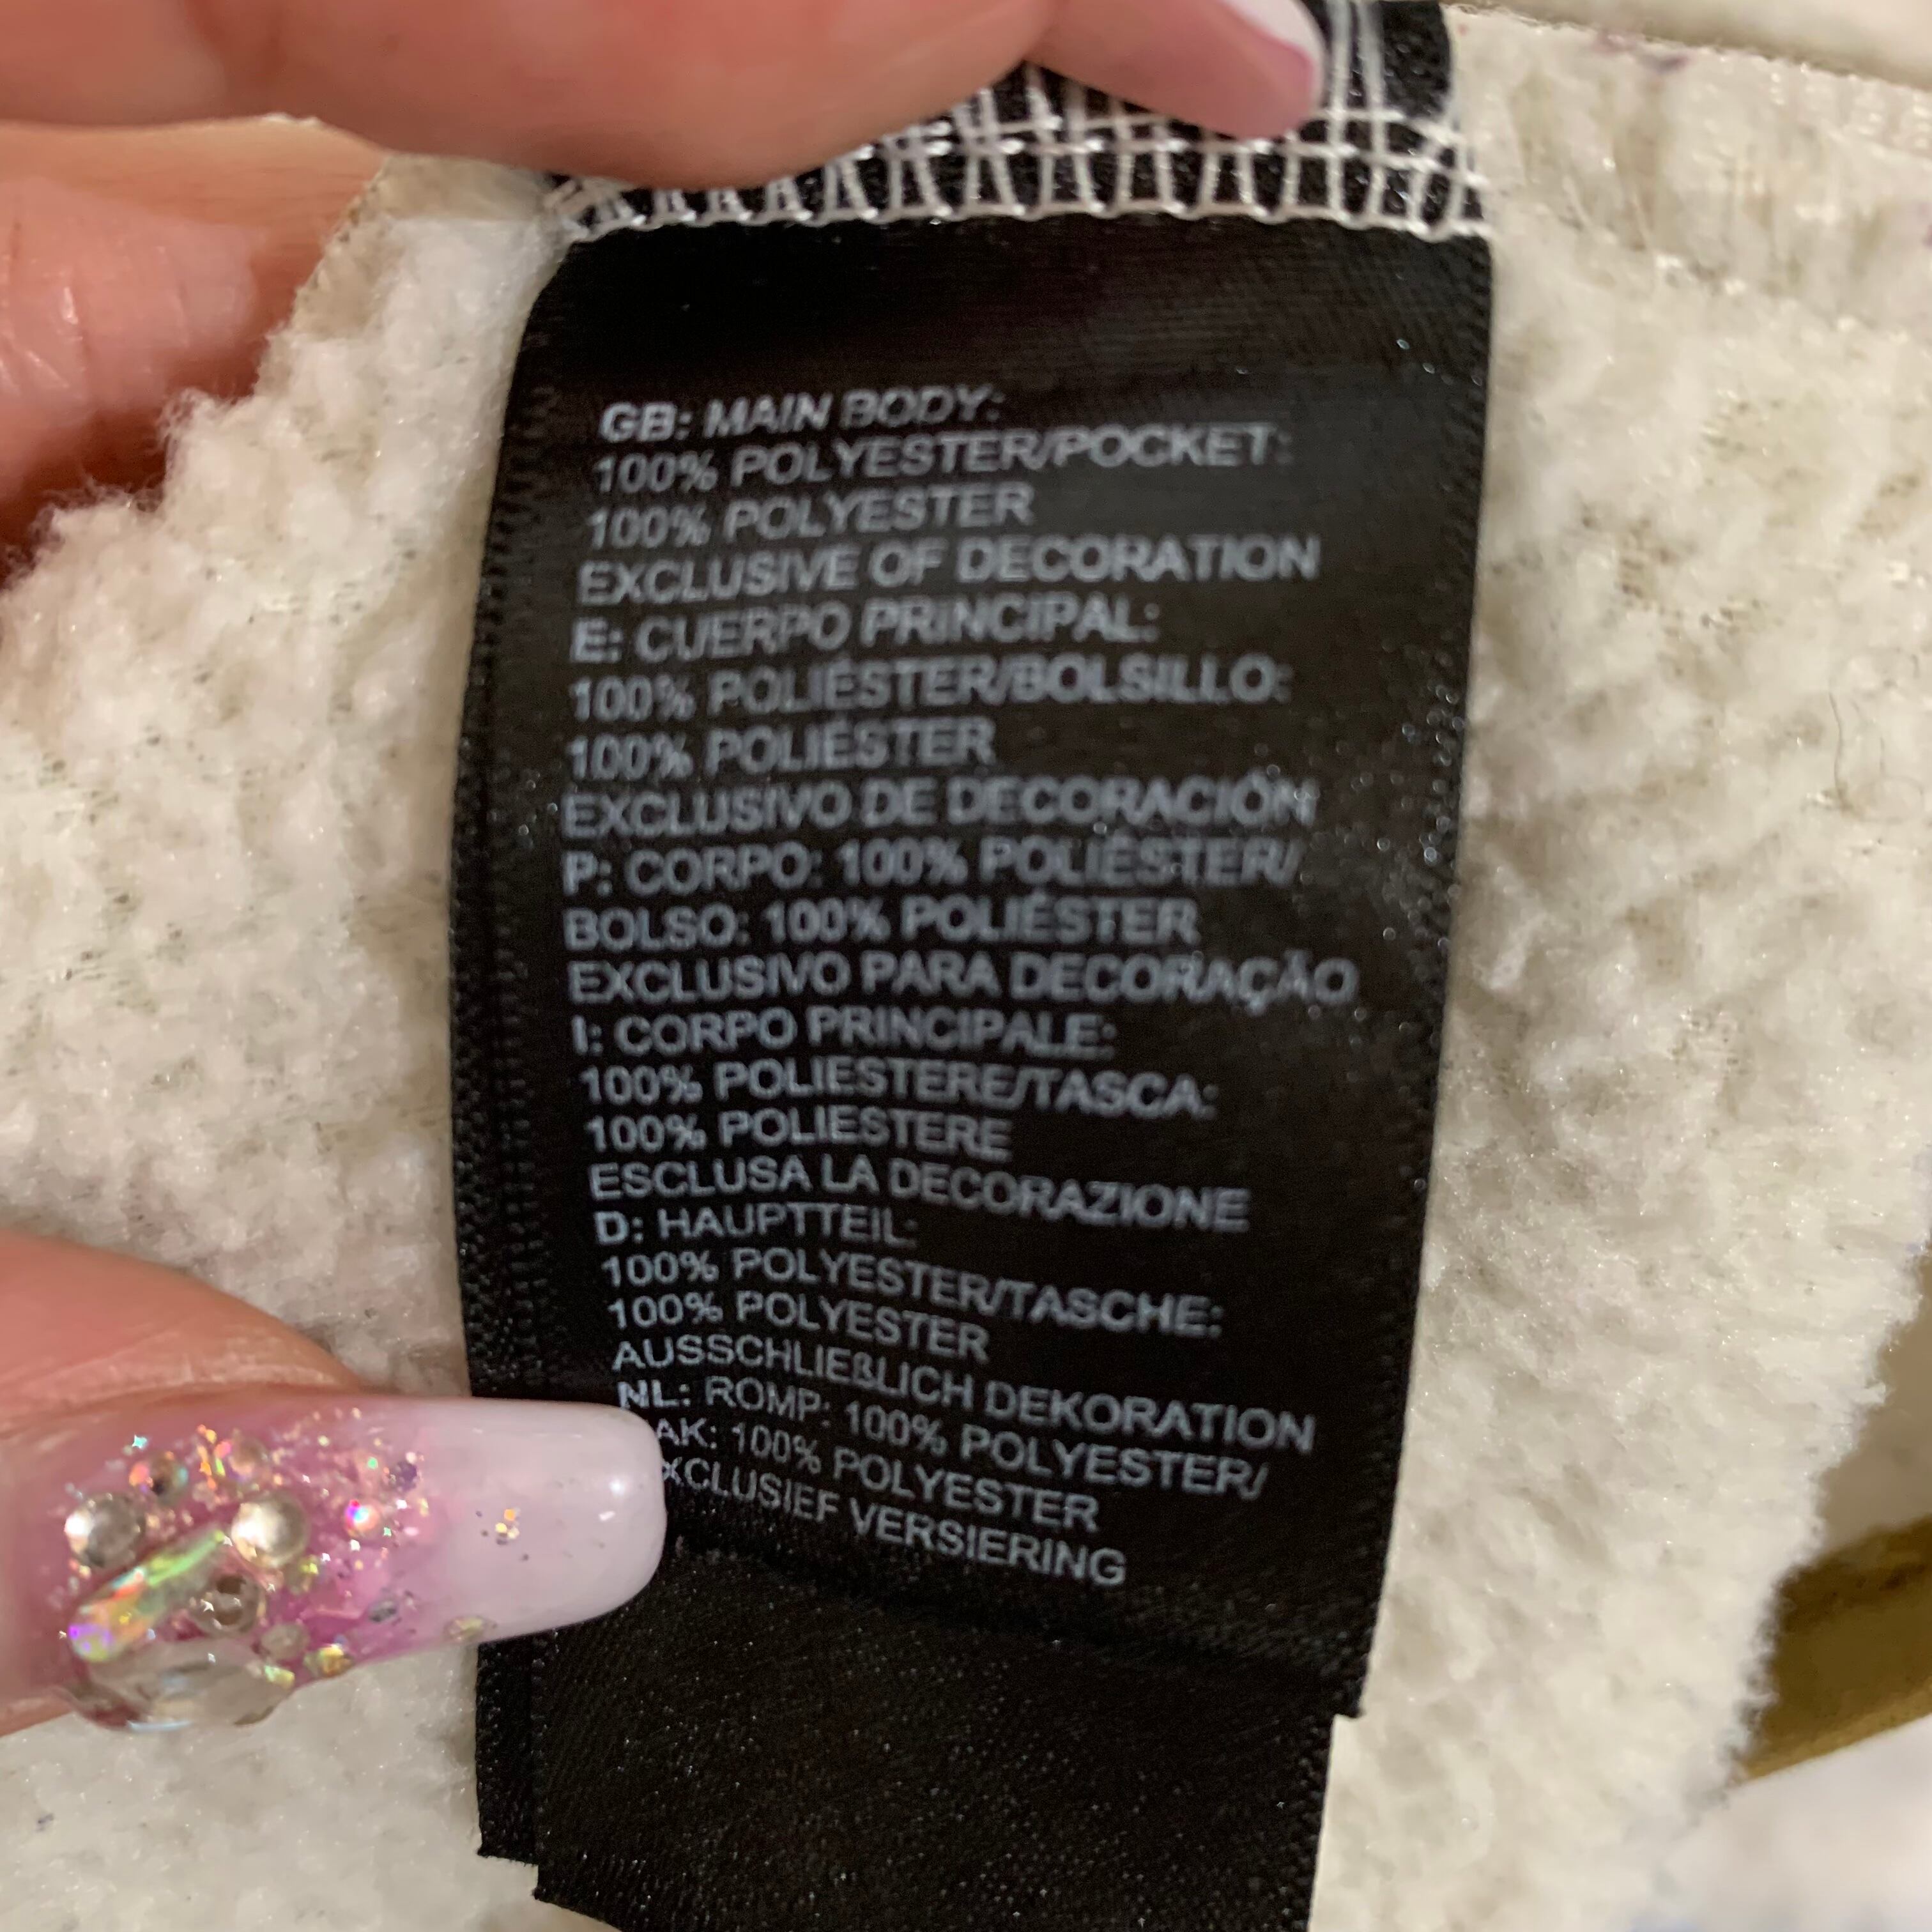 GB: MAIN BODY:
100% POLYESTER/POCKET:
100% POLYESTER
EXCLUSIVE OF DECORATION
E: CUERPO PRINCIPAL:
100% POLIÉSTER/BOLSILLO:
100% POLIÉSTER
EXCLUSIVO DE DECORACIÓN
P: CORPO: 100% POLIÉSTER/
BOLSO: 100% POLIÉSTER
EXCLUSIVO PARA DECORAÇÃO
I: CORPO PRINCIPALE:
100% POLIESTERE/TASCA:
100% POLIESTERE
ESCLUSA LA DECORAZIONE
D: HAUPTTEIL:
100% POLYESTER/TASCHE:
100% POLYESTER
AUSSCHLIEßLICH DEKORATION
NL: ROMP: 100% POLYESTER/
AK: 100% POLYESTER
XCLUSIEF VERSIERING